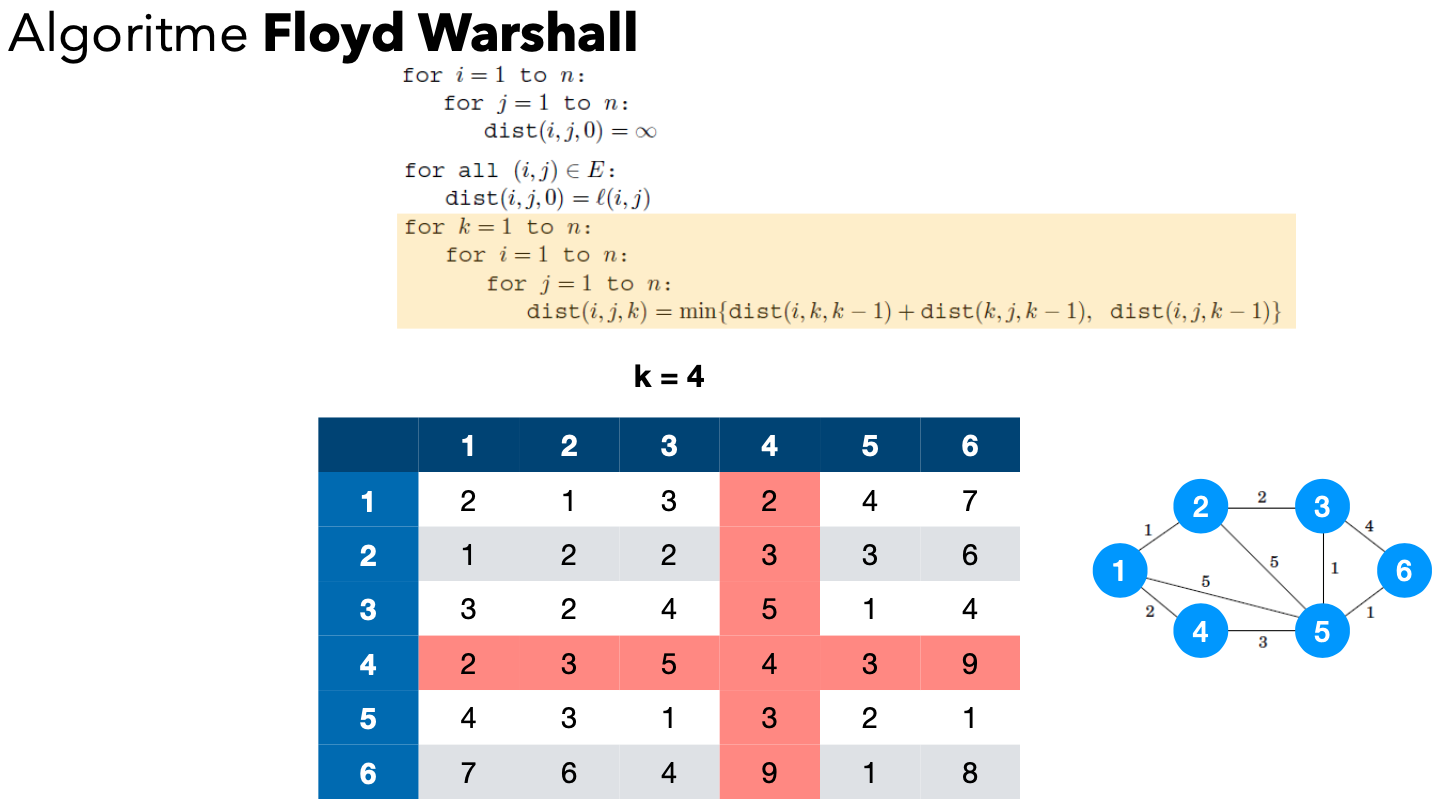 Algoritme Floyd Warshall
for i = 1 to n:
for j = 1 to n:
dist(i, j, 0) = ∞
for all (i, j) ∈ E:
dist(i, j, 0) = ℓ(i, j)
for k = 1 to n:
for i = 1 to n:
for j = 1 to n:
dist(i, j, k) = min{dist(i, k, k − 1) + dist(k, j, k − 1), dist(i, j, k − 1)}
k = 4
1 2 3 4 5 6
1 2 1 3 2 4 7
2 1 2 2 3 3 6
3 3 2 4 5 1 4
4 2 3 5 4 3 9
5 4 3 1 3 2 1
6 7 6 4 9 1 8
2 2 3
1 4
5
1 5 1 6
2 1
4 3 5